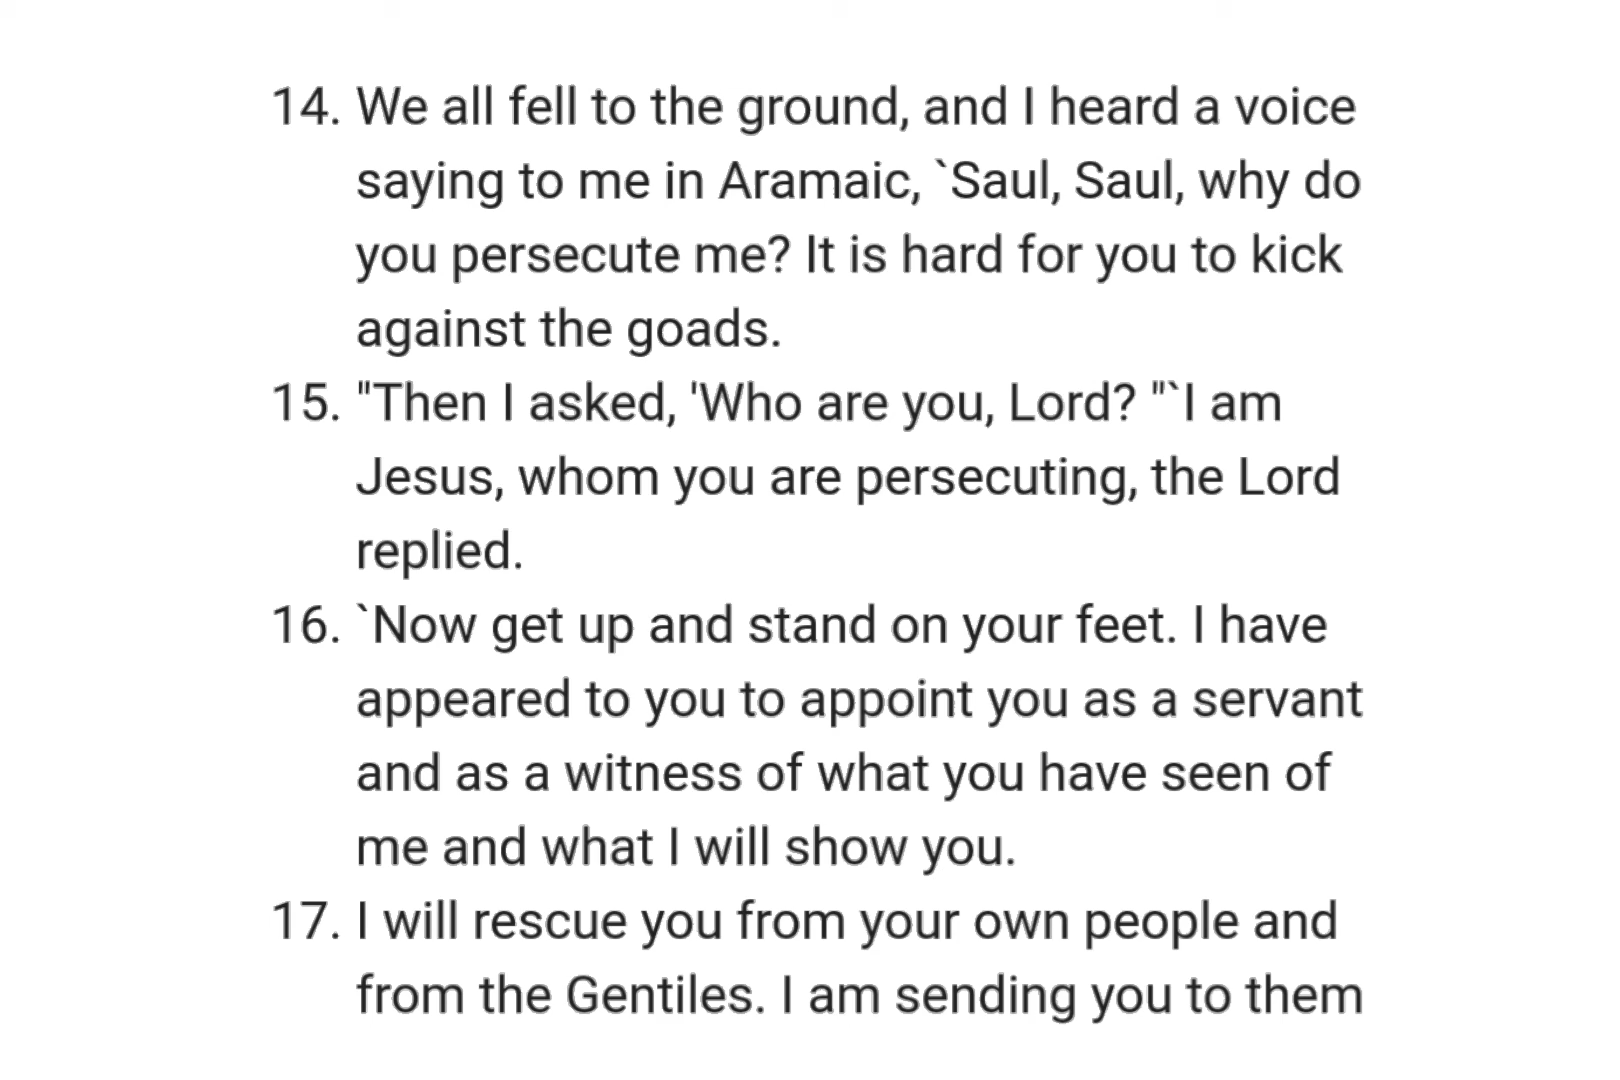 14. We all fell to the ground, and I heard a voice
saying to me in Aramaic, `Saul, Saul, why do
you persecute me? It is hard for you to kick
against the goads.
15. "Then I asked, 'Who are you, Lord? "`I am
Jesus, whom you are persecuting, the Lord
replied.
16. `Now get up and stand on your feet. I have
appeared to you to appoint you as a servant
and as a witness of what you have seen of
me and what I will show you.
17. I will rescue you from your own people and
from the Gentiles. I am sending you to them